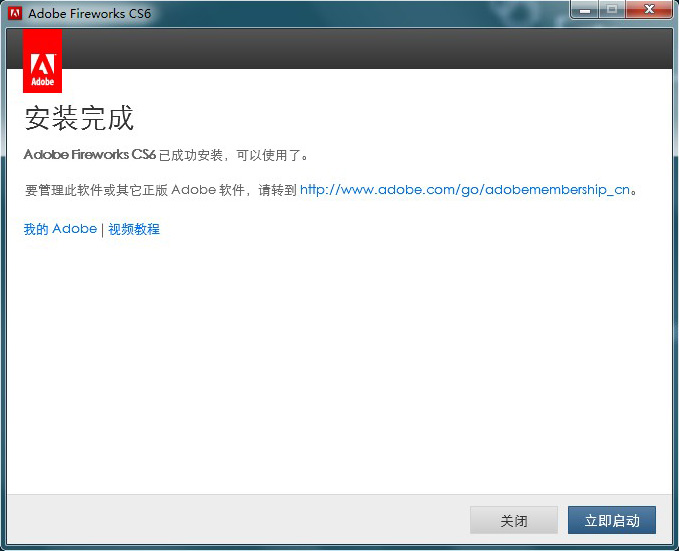 Adobe Fireworks CS6
Adobe
安装完成
Adobe Fireworks CS6 已成功安装，可以使用了。
要管理此软件或其它正版 Adobe 软件，请转到 http://www.adobe.com/go/adobemembership_cn。
我的 Adobe | 视频教程
关闭 立即启动